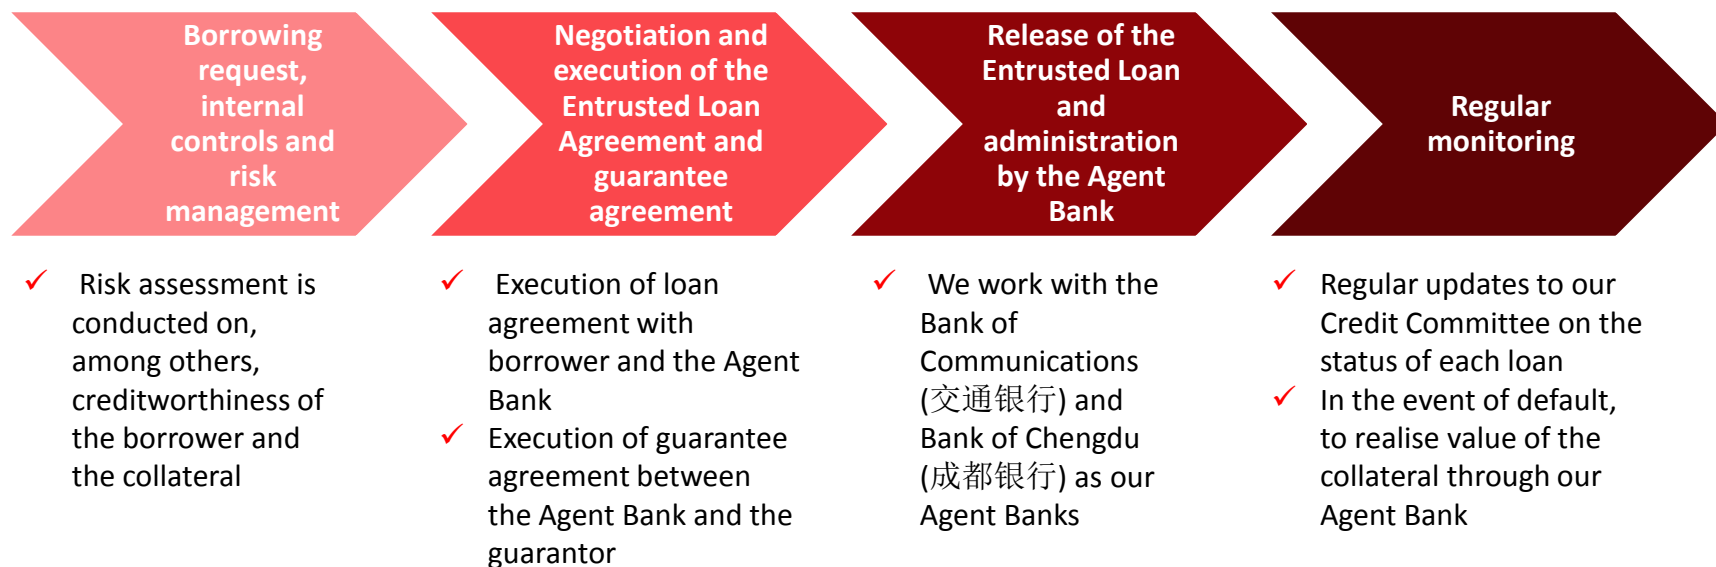 Borrowing
request,
internal
controls and
risk
management
Negotiation and
execution of the
Entrusted Loan
Agreement and
guarantee
agreement
Release of the
Entrusted Loan
and
administration
by the Agent
Bank
Regular
monitoring
✓ Risk assessment is
conducted on,
among others,
creditworthiness of
the borrower and
the collateral
✓ Execution of loan
agreement with
borrower and the Agent
Bank
✓ Execution of guarantee
agreement between
the Agent Bank and the
guarantor
✓ We work with the
Bank of
Communications
(交通银行) and
Bank of Chengdu
(成都银行) as our
Agent Banks
✓ Regular updates to our
Credit Committee on the
status of each loan
✓ In the event of default,
to realise value of the
collateral through our
Agent Bank